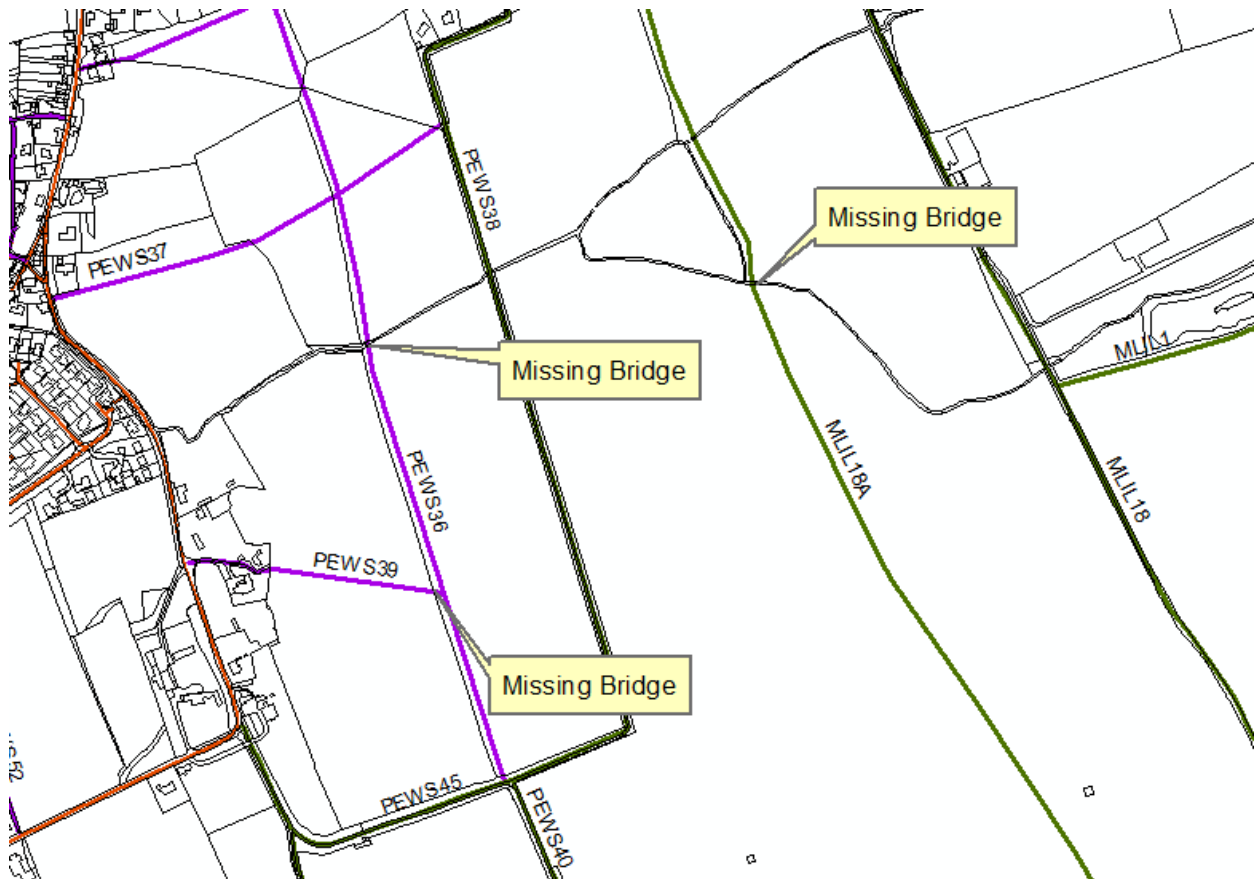 PEWS38
Missing Bridge
PEWS37
MLIL1
Missing Bridge
MLIL18A
PEWS36
MLIL18
PEWS39
Missing Bridge
PEWS45
PEWS40